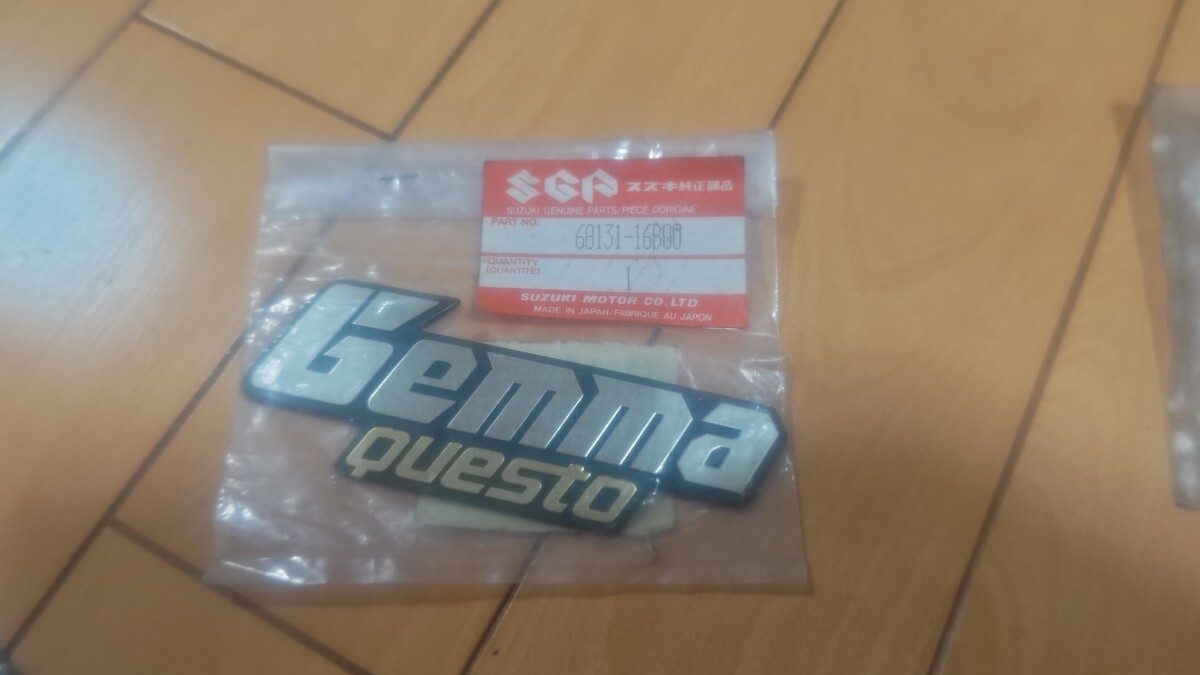 SGP スズキ純正部品
SUZUKI GENUINE PARTS/PIECE D'ORIGINE
PART NO.
68131-16B00
QUANTITY
(QUANTITÉ)
1
SUZUKI MOTOR CO.,LTD
MADE IN JAPAN/FABRIQUE AU JAPON
Gemma
questo